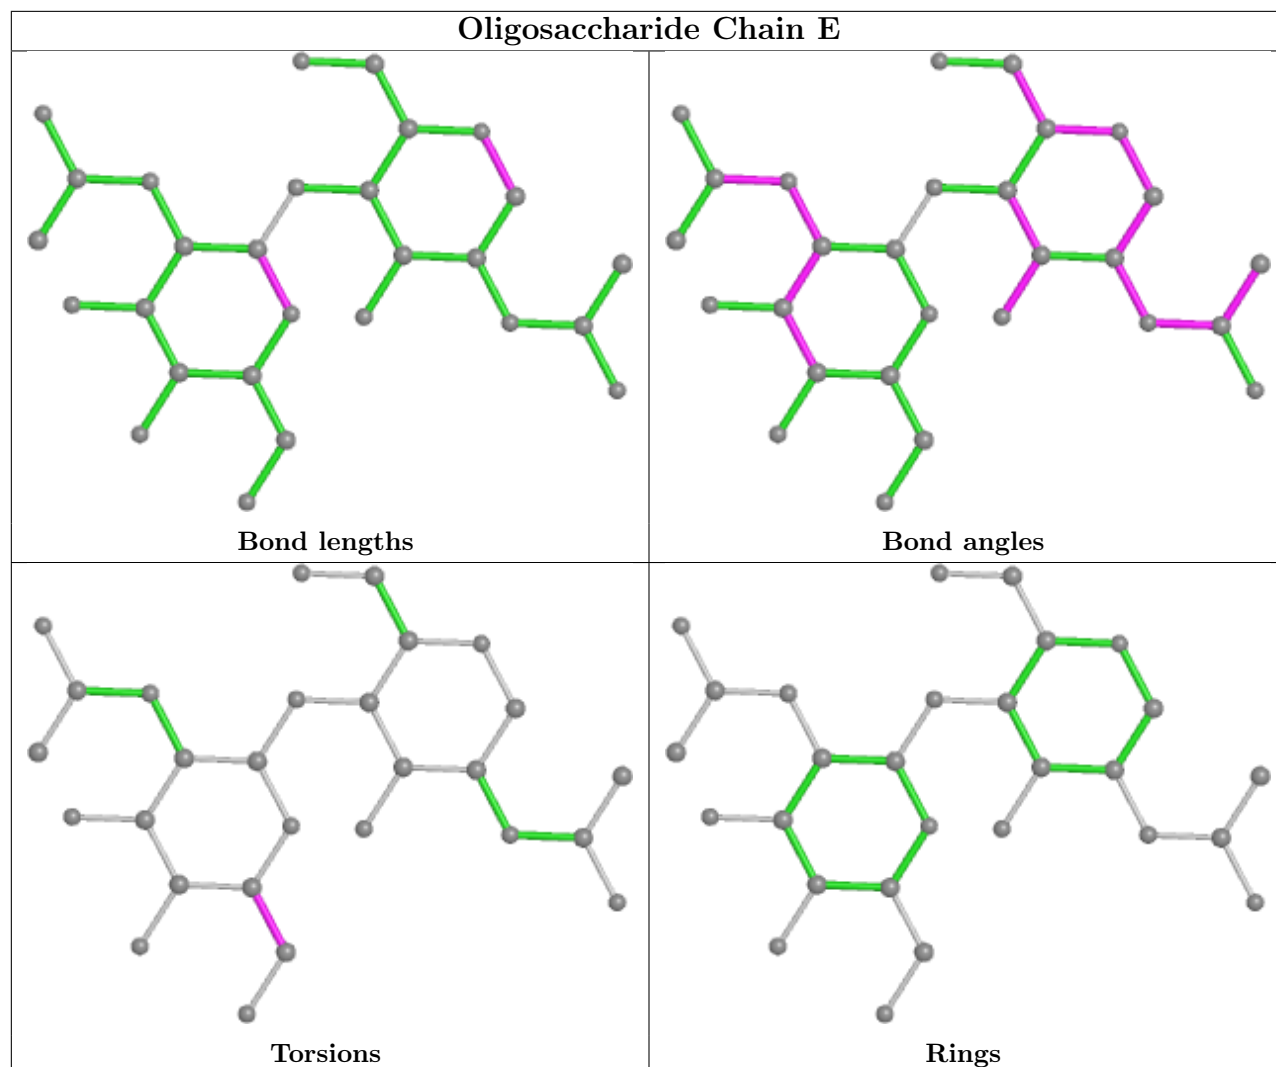 Oligosaccharide Chain E
Bond lengths
Bond angles
Torsions
Rings